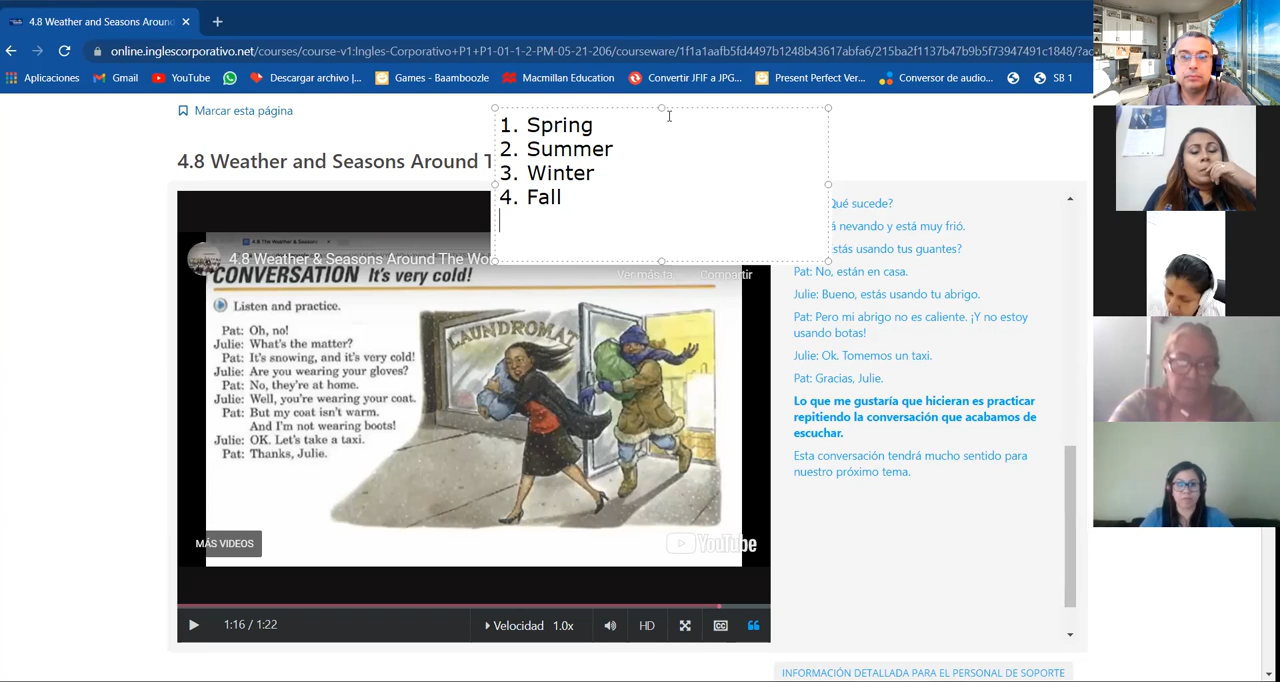 4.8 Weather and Seasons Around
online.inglescorporativo.net/courses/course-v1:Ingles-Corporativo+P1+P1-01-1-2-PM-05-21-206/courseware/1f1a1aafb5fd4497b1248b43617abfa6/215ba2f1137b47b9b5f73947491c1848/?ac
Aplicaciones Gmail YouTube Descargar archivo |... Games - Baamboozle Macmillan Education Convertir JFIF a JPG... Present Perfect Ver... Conversor de audio... SB 1
Marcar esta página
4.8 Weather and Seasons Around T
1. Spring
2. Summer
3. Winter
4. Fall
4.8 The Weather & Seasons
4.8 Weather & Seasons Around The Wo
Ver más ta
Compartir
CONVERSATION It's very cold!
Listen and practice.
Pat: Oh, no!
Julie: What's the matter?
Pat: It's snowing, and it's very cold!
Julie: Are you wearing your gloves?
Pat: No, they're at home.
Julie: Well, you're wearing your coat.
Pat: But my coat isn't warm.
And I'm not wearing boots!
Julie: OK. Let's take a taxi.
Pat: Thanks, Julie.
LAUNDROMAT
MÁS VIDEOS
YouTube
1:16 / 1:22
Velocidad 1.0x
HD
CC
Qué sucede?
á nevando y está muy frió.
stás usando tus guantes?
Pat: No, están en casa.
Julie: Bueno, estás usando tu abrigo.
Pat: Pero mi abrigo no es caliente. ¡Y no estoy
usando botas!
Julie: Ok. Tomemos un taxi.
Pat: Gracias, Julie.
Lo que me gustaría que hicieran es practicar
repitiendo la conversación que acabamos de
escuchar.
Esta conversación tendrá mucho sentido para
nuestro próximo tema.
INFORMACIÓN DETALLADA PARA EL PERSONAL DE SOPORTE